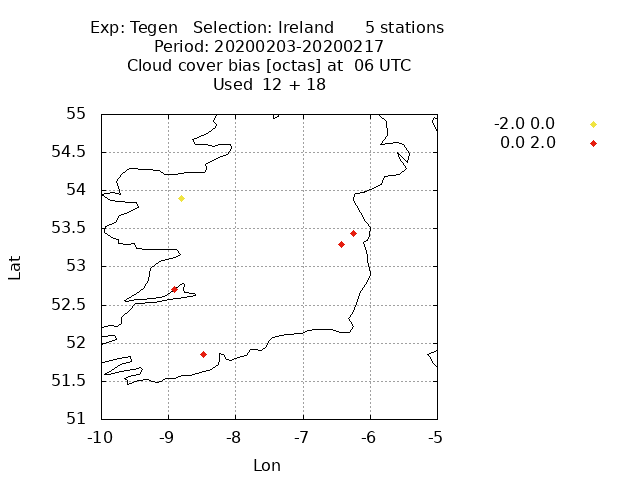 Exp: Tegen   Selection: Ireland      5 stations
Period: 20200203-20200217
Cloud cover bias [octas] at  06 UTC
Used  12 + 18
-2.0 0.0
0.0 2.0
55
54.5
54
53.5
53
52.5
52
51.5
51
Lat
-10 -9 -8 -7 -6 -5
Lon